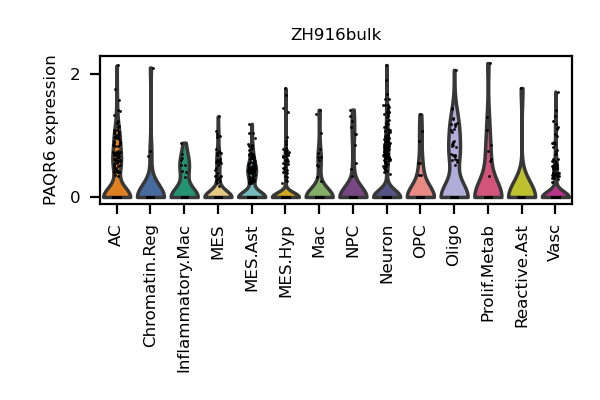 ZH916bulk
PAQR6 expression
2
0
AC
Chromatin.Reg
Inflammatory.Mac
MES
MES.Ast
MES.Hyp
Mac
NPC
Neuron
OPC
Oligo
Prolif.Metab
Reactive.Ast
Vasc